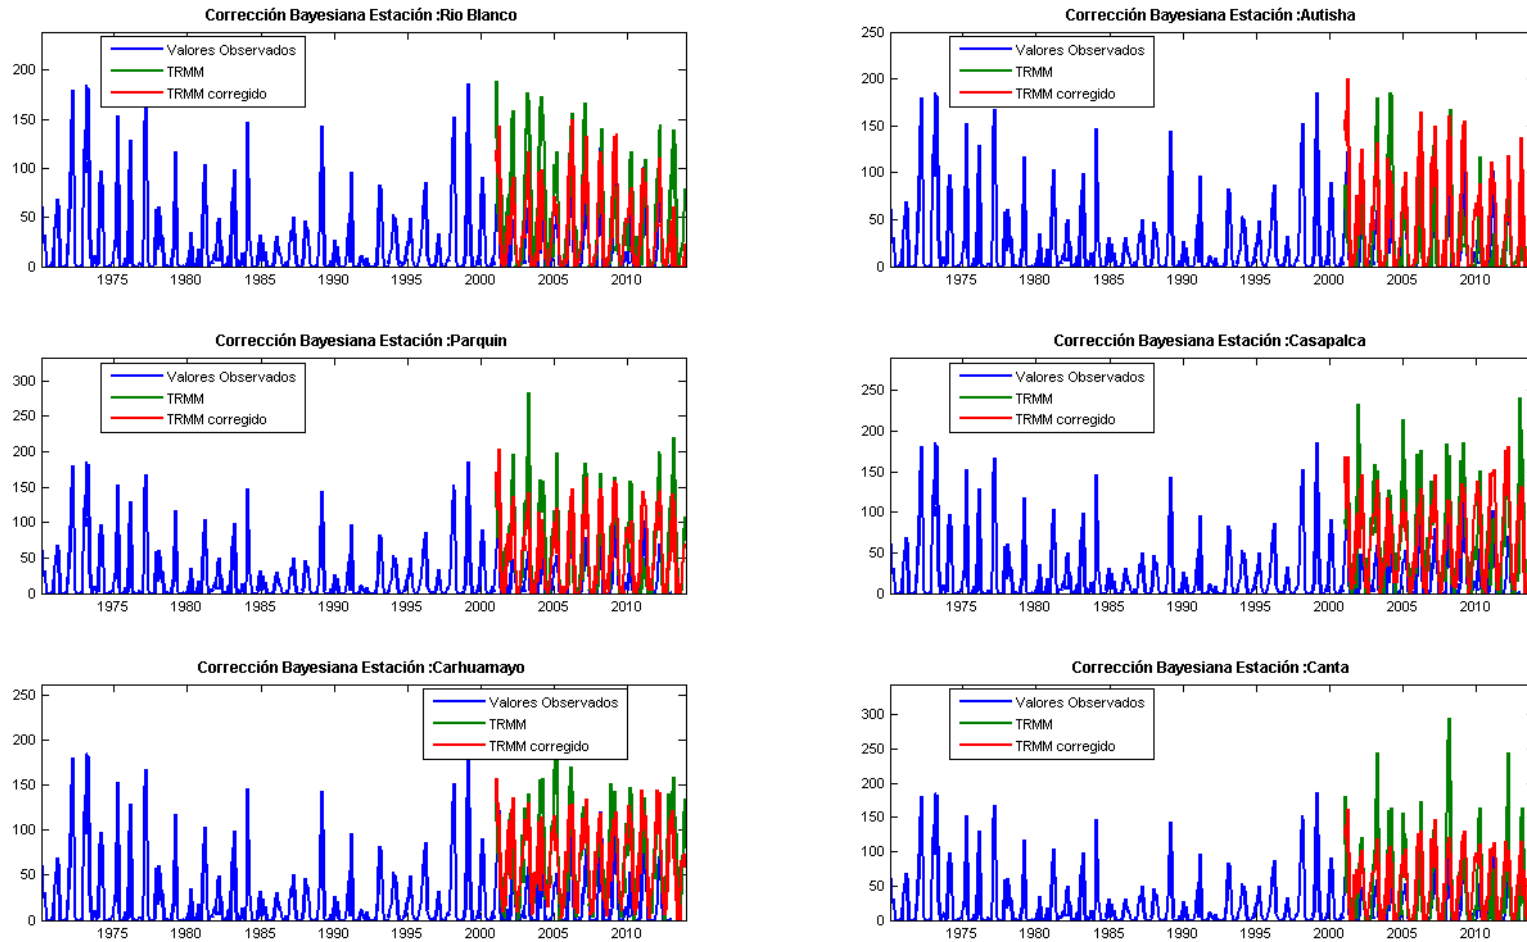 Corrección Bayesiana Estación :Rio Blanco
Valores Observados
TRMM
TRMM corregido
200
150
100
50
0
1975 1980 1985 1990 1995 2000 2005 2010
Corrección Bayesiana Estación :Autisha
Valores Observados
TRMM
TRMM corregido
250
200
150
100
50
0
1975 1980 1985 1990 1995 2000 2005 2010
Corrección Bayesiana Estación :Parquin
Valores Observados
TRMM
TRMM corregido
300
250
200
150
100
50
0
1975 1980 1985 1990 1995 2000 2005 2010
Corrección Bayesiana Estación :Casapalca
Valores Observados
TRMM
TRMM corregido
250
200
150
100
50
0
1975 1980 1985 1990 1995 2000 2005 2010
Corrección Bayesiana Estación :Carhuamayo
Valores Observados
TRMM
TRMM corregido
250
200
150
100
50
0
1975 1980 1985 1990 1995 2000 2005 2010
Corrección Bayesiana Estación :Canta
Valores Observados
TRMM
TRMM corregido
300
250
200
150
100
50
0
1975 1980 1985 1990 1995 2000 2005 2010